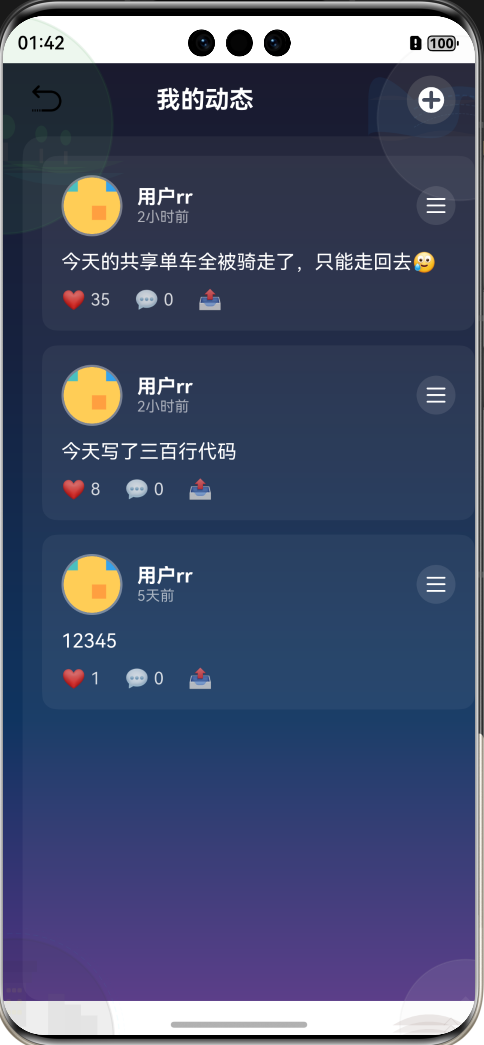 01:42
100
我的动态
用户rr
2小时前
今天的共享单车全被骑走了，只能走回去🥲
35
0
用户rr
2小时前
今天写了三百行代码
8
0
用户rr
5天前
12345
1
0